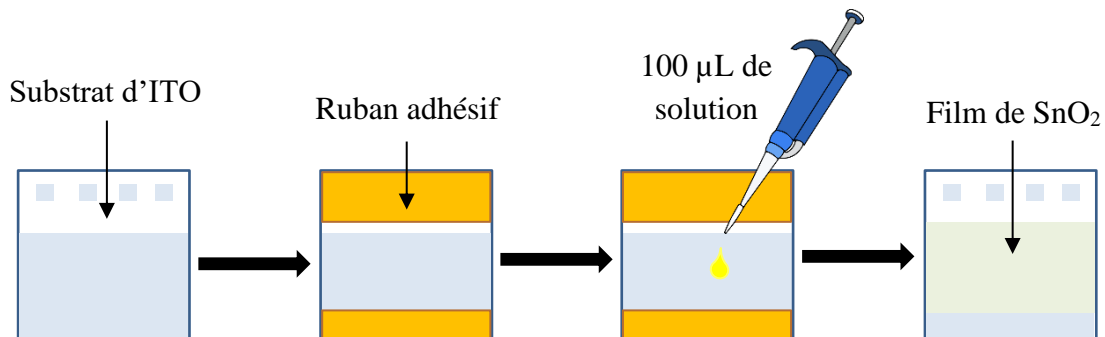 Substrat d'ITO
Ruban adhésif
100 µL de
solution
Film de SnO₂